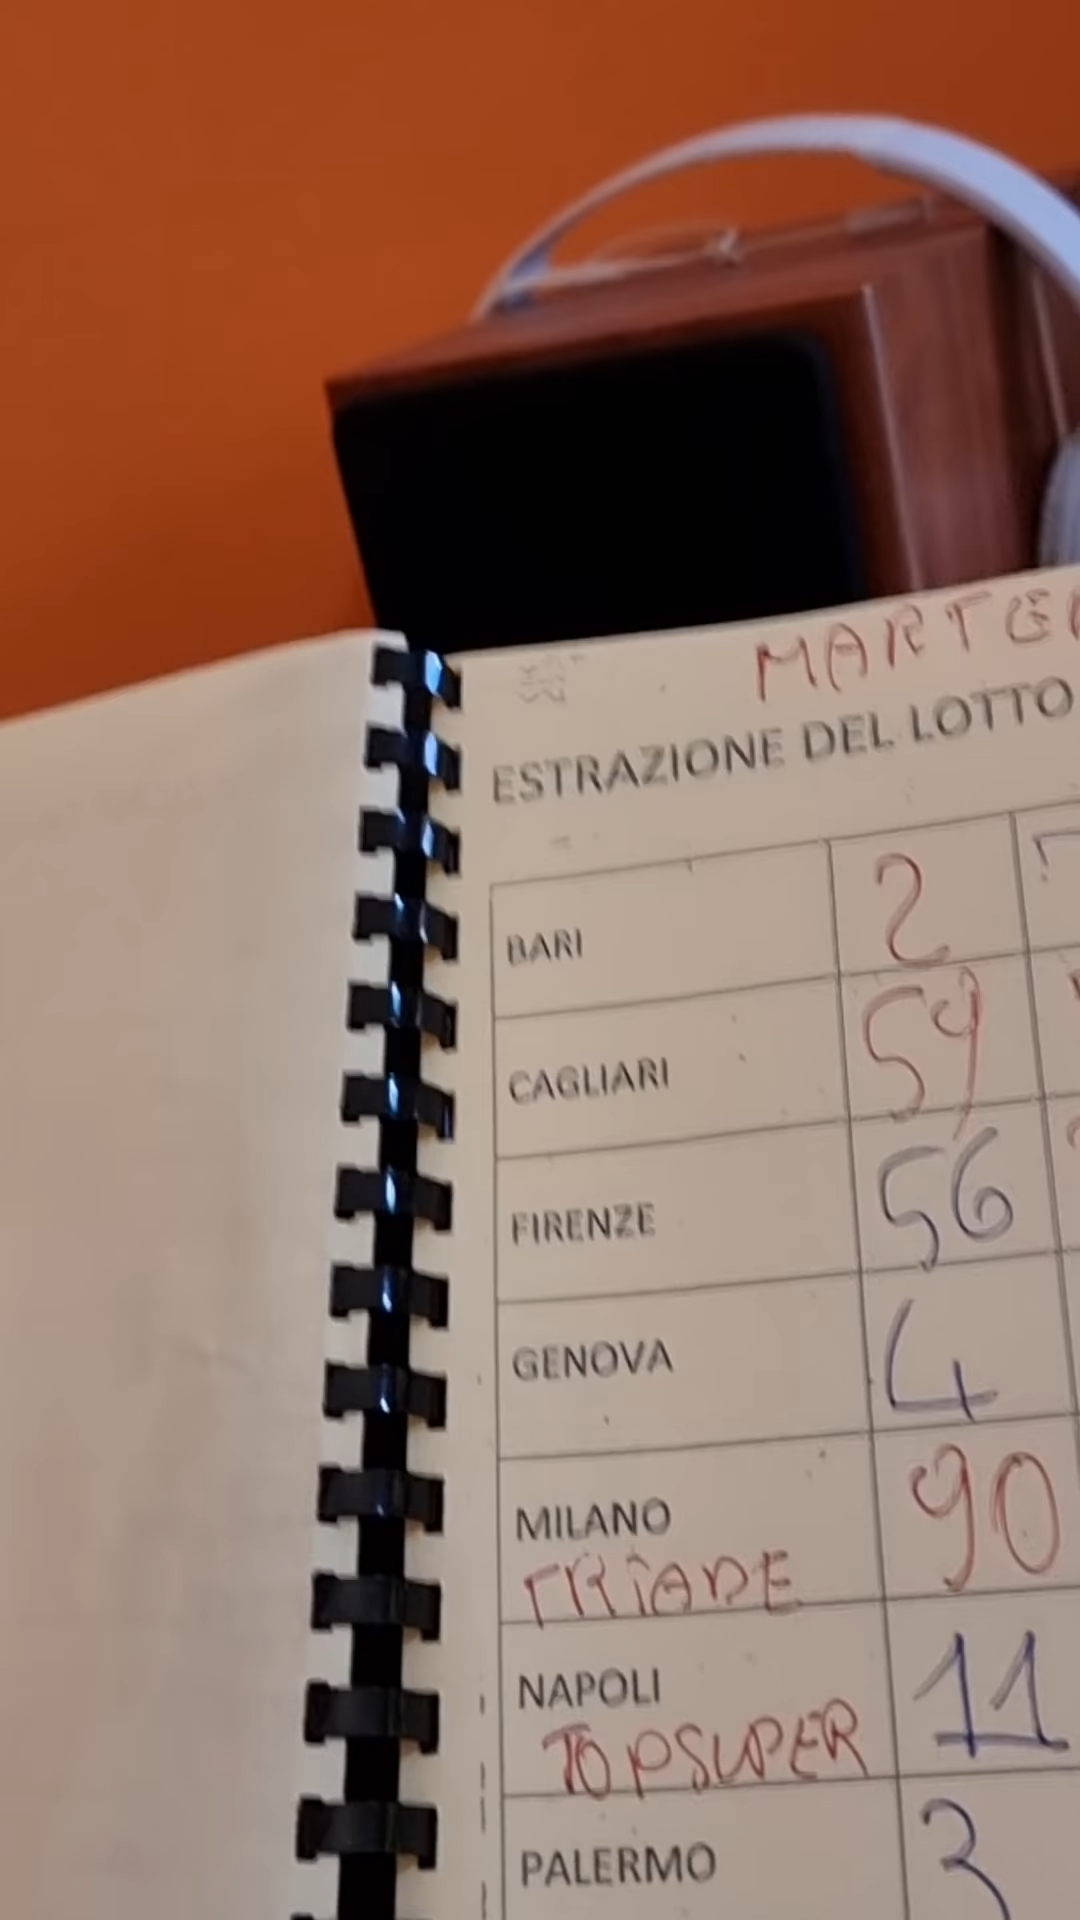 MARTE
ESTRAZIONE DEL LOTTO
BARI 2
CAGLIARI 59
FIRENZE 56
GENOVA 4
MILANO 90
TRIADE
NAPOLI 11
TOPSUPER
PALERMO 3